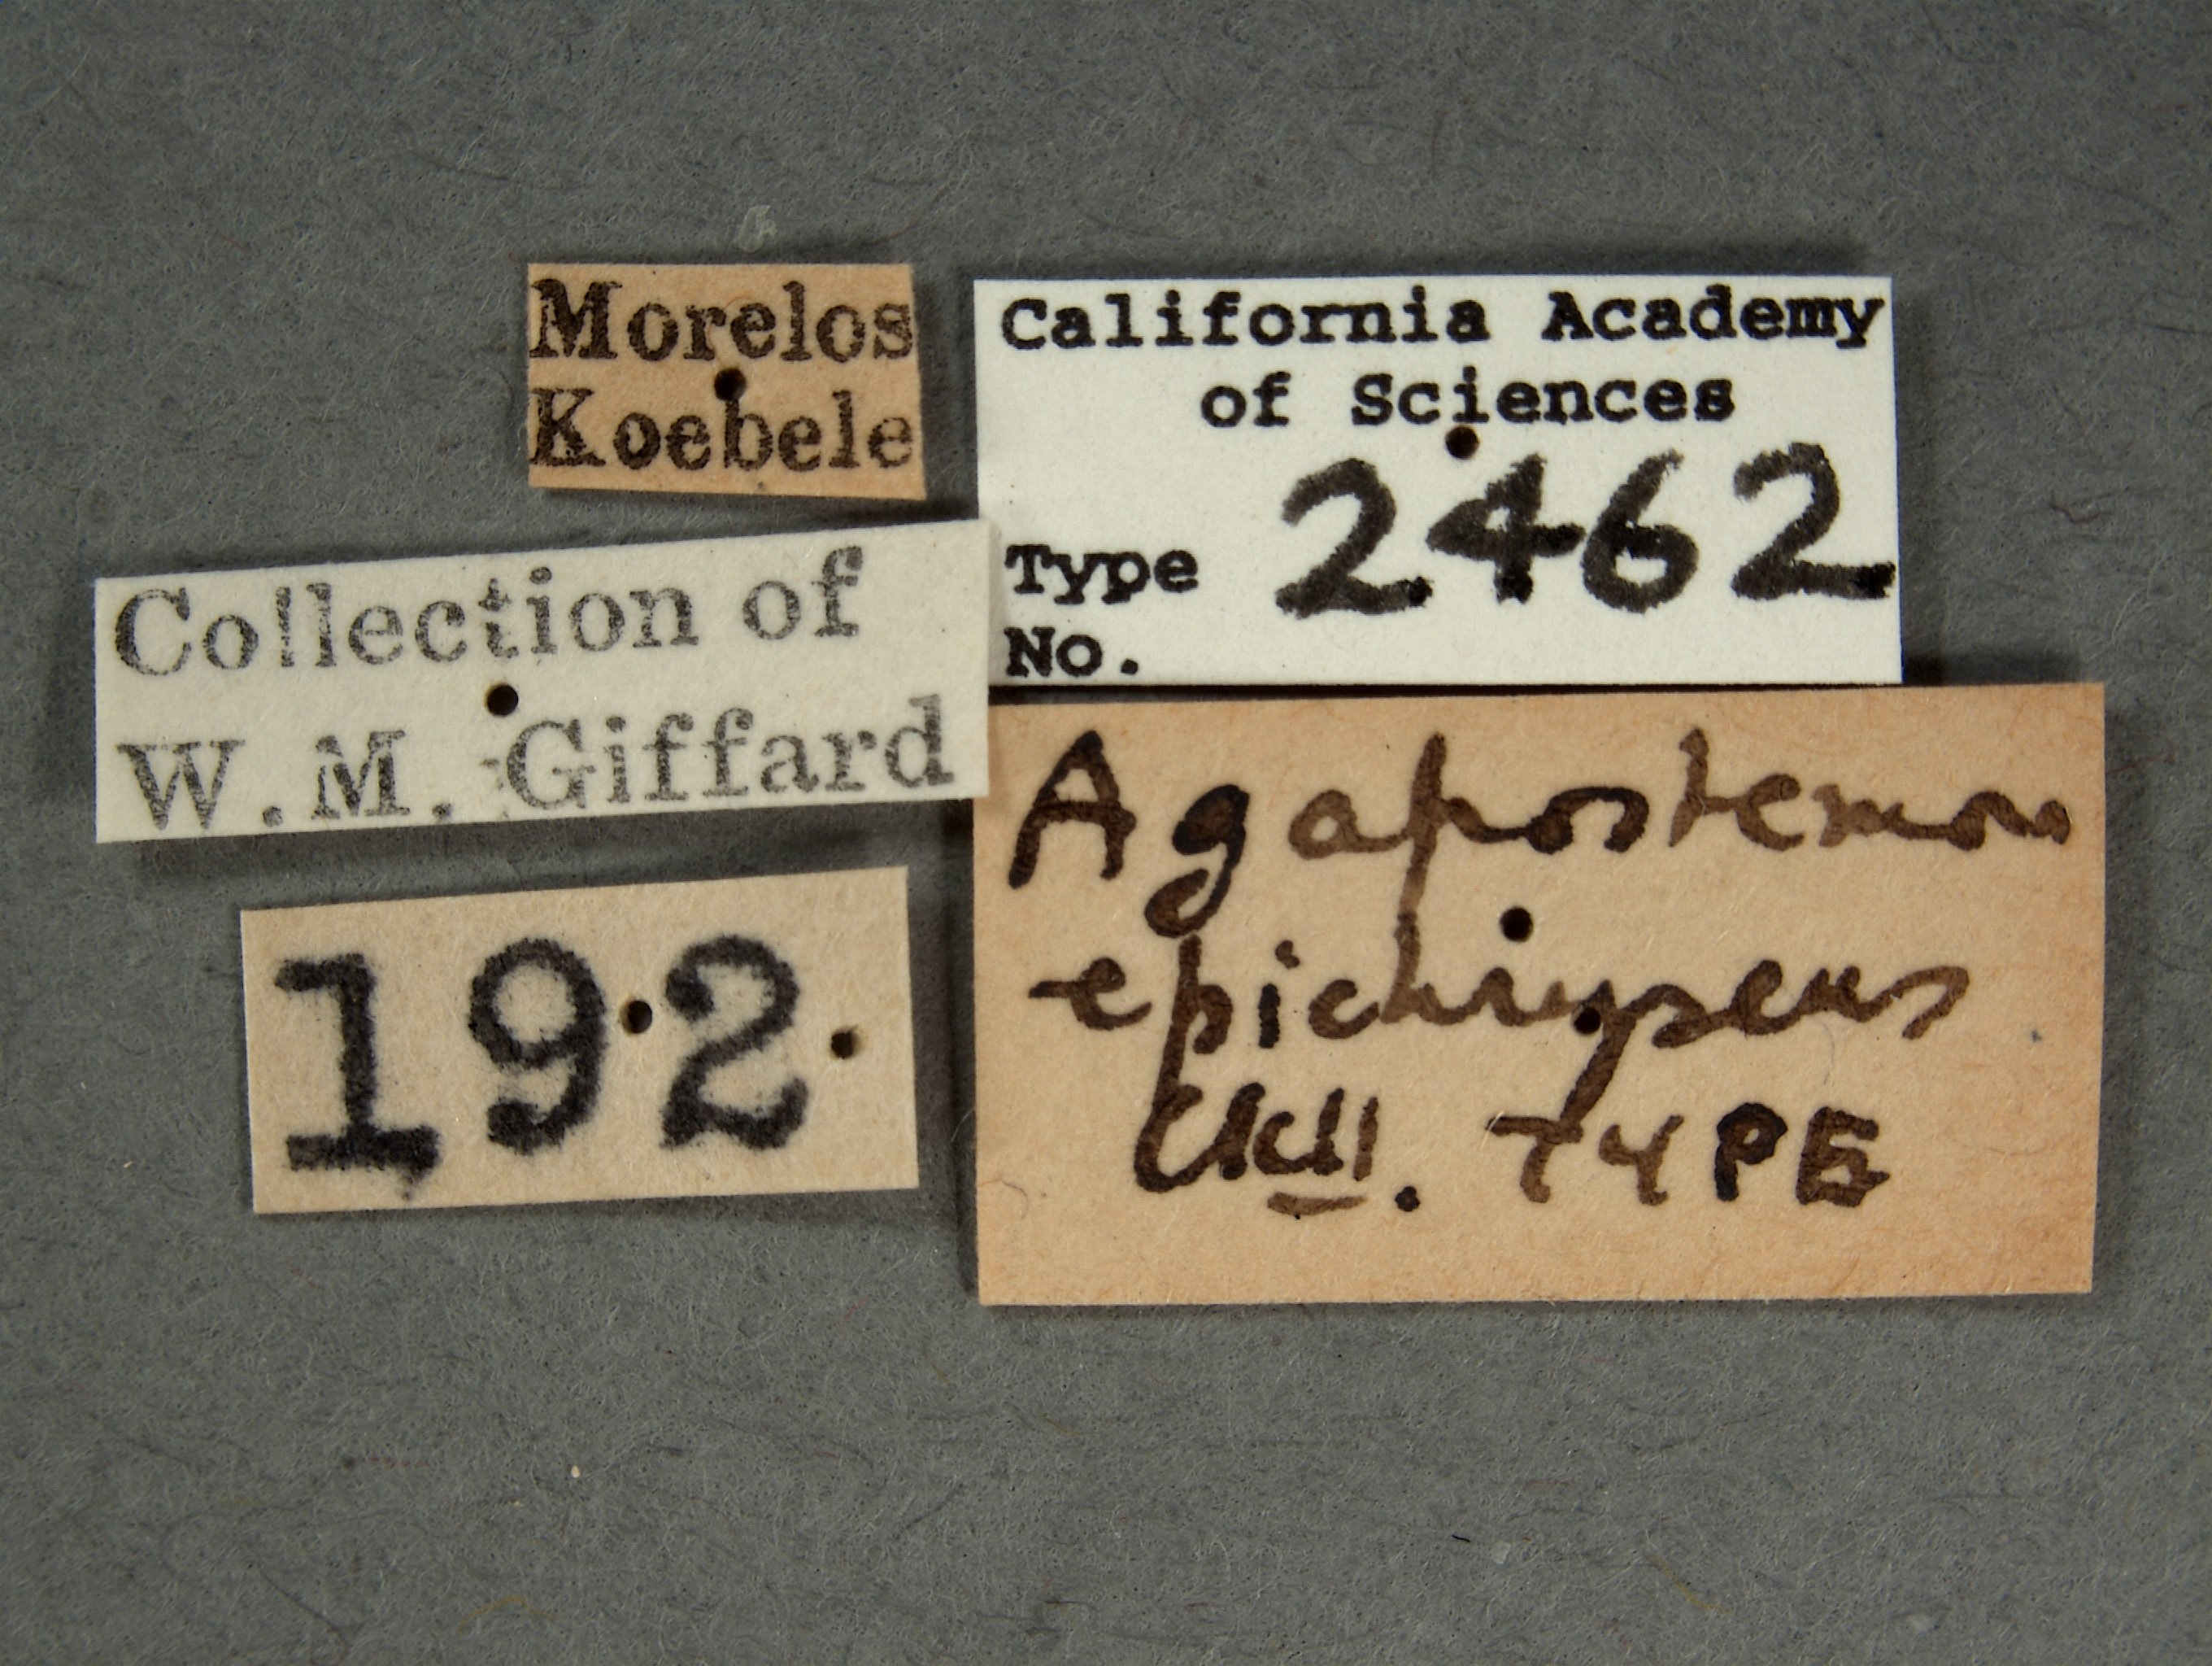 Morelos
Koebele
California Academy
of Sciences
Type
No. 2462
Collection of
W.M. Giffard
192
Agapostemon
epichryseus
Ckll. TYPE